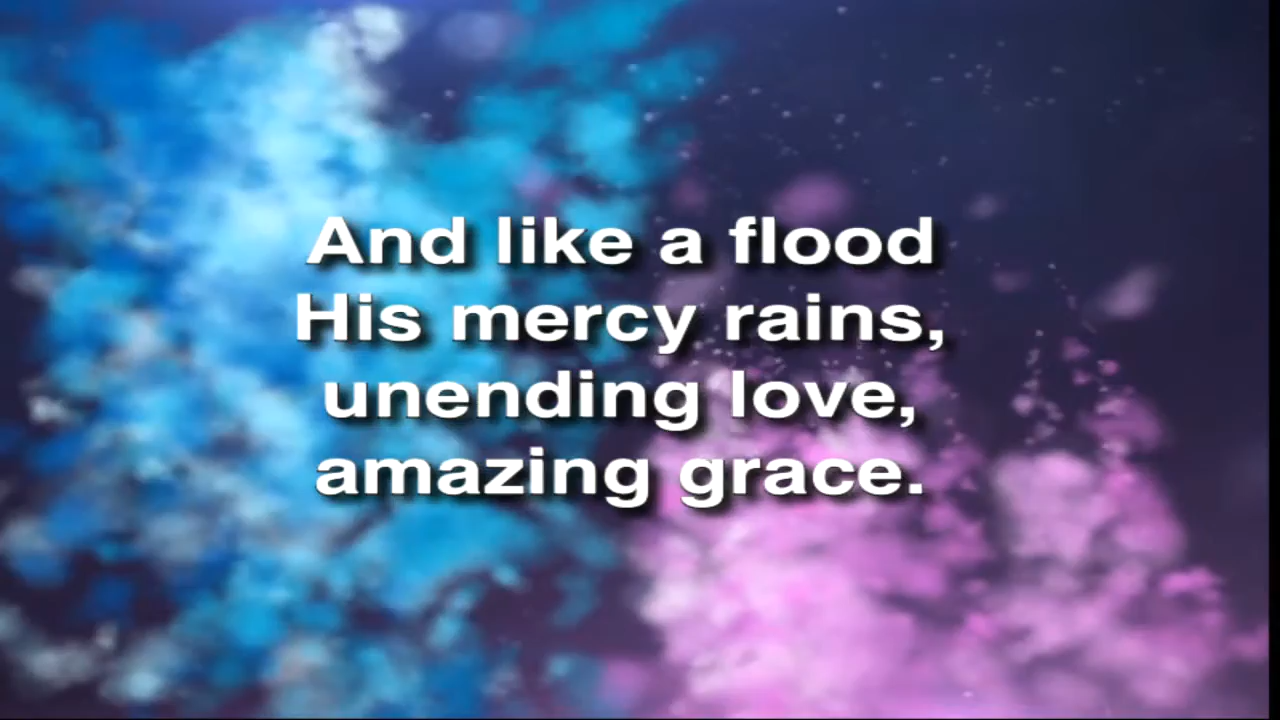 And like a flood
His mercy rains,
unending love,
amazing grace.